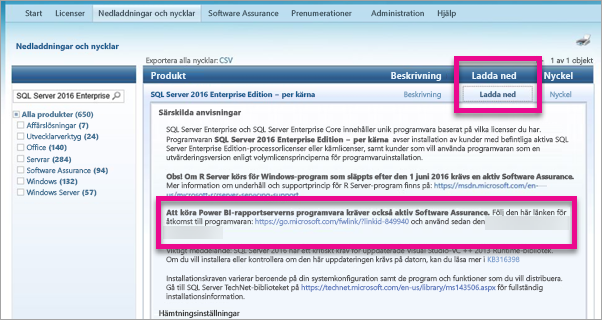 Start Licenser Nedladdningar och nycklar Software Assurance Prenumerationer Administration Hjälp
Nedladdningar och nycklar
Exportera alla nycklar: CSV
1 av 1 objekt
Produkt Beskrivning Ladda ned Nyckel
SQL Server 2016 Enterprise
SQL Server 2016 Enterprise Edition – per kärna Beskrivning Ladda ned Nyckel
Alla produkter (650)
Affärslösningar (7)
Utvecklarverktyg (26)
Office (140)
Servrar (284)
Software Assurance (94)
Windows (132)
Windows Server (57)
Särskilda anvisningar
SQL Server Enterprise och SQL Server Enterprise Core innehåller unik programvara baserat på vilka licenser du har.
Programvaran SQL Server 2016 Enterprise – per kärna avser installation av kunder med befintliga aktiva SQL
Server Enterprise Edition-processor- eller kärnlicenser, samt kunder som vill använda programvaran som en
utvärderingsversion enligt volymlicensprinciperna för programvaruinstallation.
Obs! Om R Server körs för Windows-program som släppts efter den 1 juni 2016 krävs en aktiv Software Assurance.
Mer information om underhåll och supportprincip för R Server-program finns på: https://msdn.microsoft.com/en-
Att köra Power BI-rapportserverns programvara kräver också aktiv Software Assurance. Följ den här länken för
åtkomst till programvaran: https://go.microsoft.com/fwlink/?linkid=849940 och använd sedan den
Viktigt meddelande: SQL Server 2016 har ett kritiskt krav för uppdaterade Visual Studio-VC++ 2013 Runtime-bibliotek.
Om du vill installera eller kontrollera om den här uppdateringen krävs på datorn, kan du läsa mer i KB316398
Installationskraven varierar beroende på din systemkonfiguration samt de program och funktioner som du vill distribuera.
Gå till SQL Server TechNet-biblioteket på https://technet.microsoft.com/en-us/library/ms143506.aspx för fullständig
installationsinformation.
Hämtningsinställningar